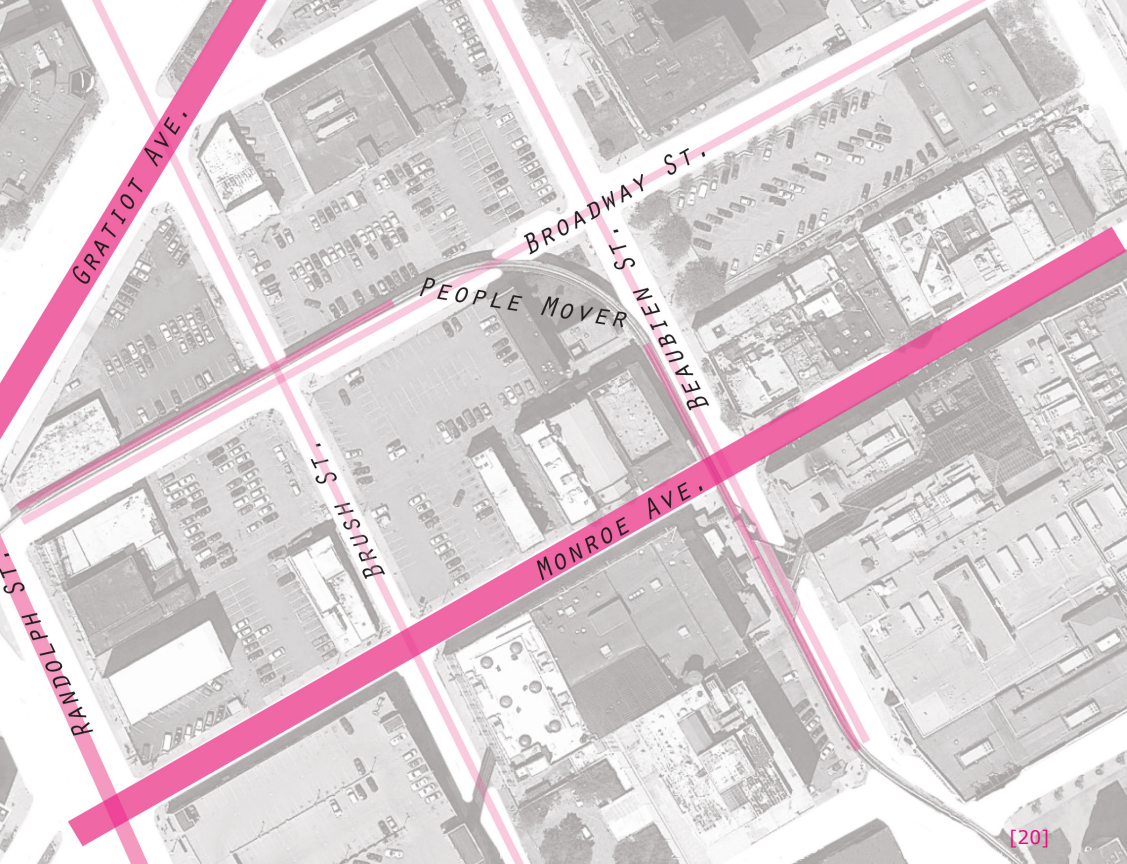 GRATIOT AVE.
BROADWAY ST.
PEOPLE MOVER
BEAUBIEN ST.
BRUSH ST.
MONROE AVE.
RANDOLPH ST.
[20]